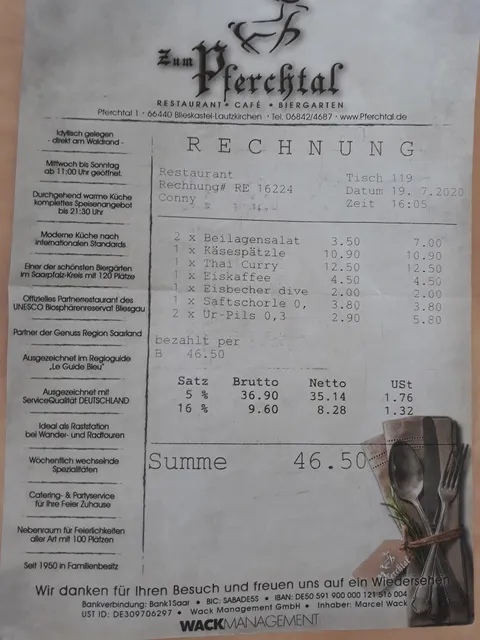 Zum Pferchtal
RESTAURANT • CAFÉ • BIERGARTEN
Pferchtal 1 • 66440 Blieskastel-Lautzkirchen • Tel. 06842/4687 • www.Pferchtal.de
RECHNUNG
Restaurant Tisch 119
Rechnung# RE 16224 Datum 19. 7.2020
Conny Zeit 16:05
2 x Beilagensalat 3.50 7.00
1 x Käsespätzle 10.90 10.90
1 x Thai Curry 12.50 12.50
1 x Eiskaffee 4.50 4.50
1 x Eisbecher dive 2.00 2.00
1 x Saftschorle 0, 3.80 3.80
2 x Ur-Pils 0,3 2.90 5.80
bezahlt per
B 46.50
Satz Brutto Netto USt
5 % 36.90 35.14 1.76
16 % 9.60 8.28 1.32
Summe 46.50
Idyllisch gelegen
- direkt am Waldrand -
Mittwoch bis Sonntag
ab 11:00 Uhr geöffnet.
Durchgehend warme Küche
komplettes Speisenangebot
bis 21:30 Uhr
Moderne Küche nach
internationalen Standards
Einer der schönsten Biergärten
im Saarpfalz-Kreis mit 120 Plätze
Offizielles Partnerrestaurant des
UNESCO Biosphärenreservat Bliesgau
Partner der Genuss Region Saarland
Ausgezeichnet im Regioguide
„Le Guide Bleu"
Ausgezeichnet mit
ServiceQualität DEUTSCHLAND
Ideal als Raststation
bei Wander- und Radtouren
Wöchentlich wechselnde
Spezialitäten
Catering- & Partyservice
für Ihre Feier Zuhause
Nebenraum für Feierlichkeiten
aller Art mit 100 Plätzen
Seit 1950 in Familienbesitz
Pferchtal
Wir danken für Ihren Besuch und freuen uns auf ein Wiedersehen
Bankverbindung: Bank1Saar • BIC: SABADE5S • IBAN: DE50 591 900 000 121 516 004
UST ID: DE309706297 • Wack Management GmbH • Inhaber: Marcel Wack
WACKMANAGEMENT